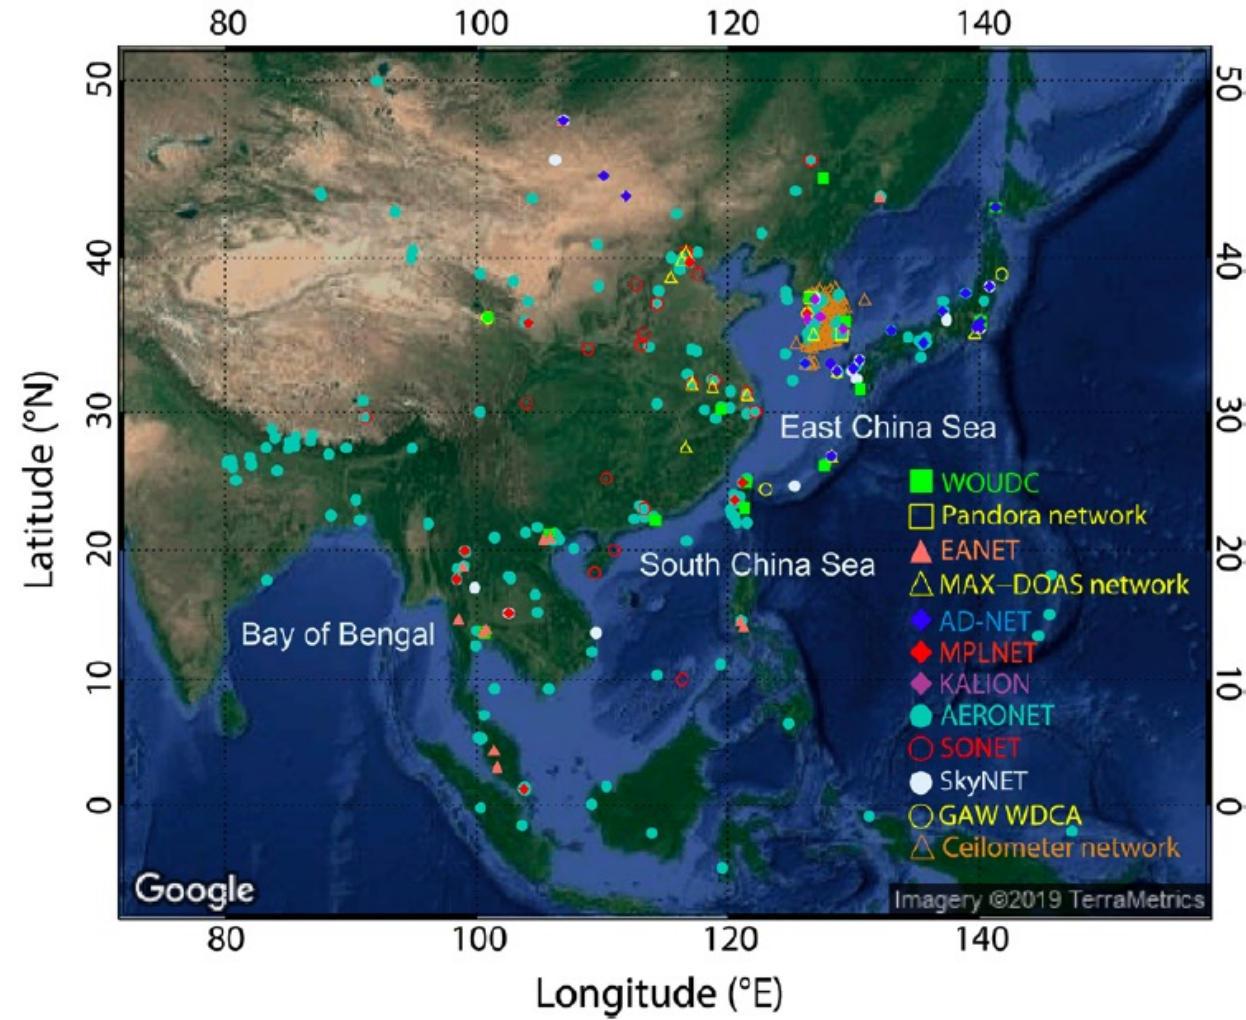 80 100 120 140
50 50
40 40
30 30
20 20
10 10
0 0
Latitude (°N)
East China Sea
South China Sea
Bay of Bengal
WOUDC
Pandora network
EANET
MAX–DOAS network
AD-NET
MPLNET
KALION
AERONET
SONET
SkyNET
GAW WDCA
Ceilometer network
Google
Imagery ©2019 TerraMetrics
80 100 120 140
Longitude (°E)